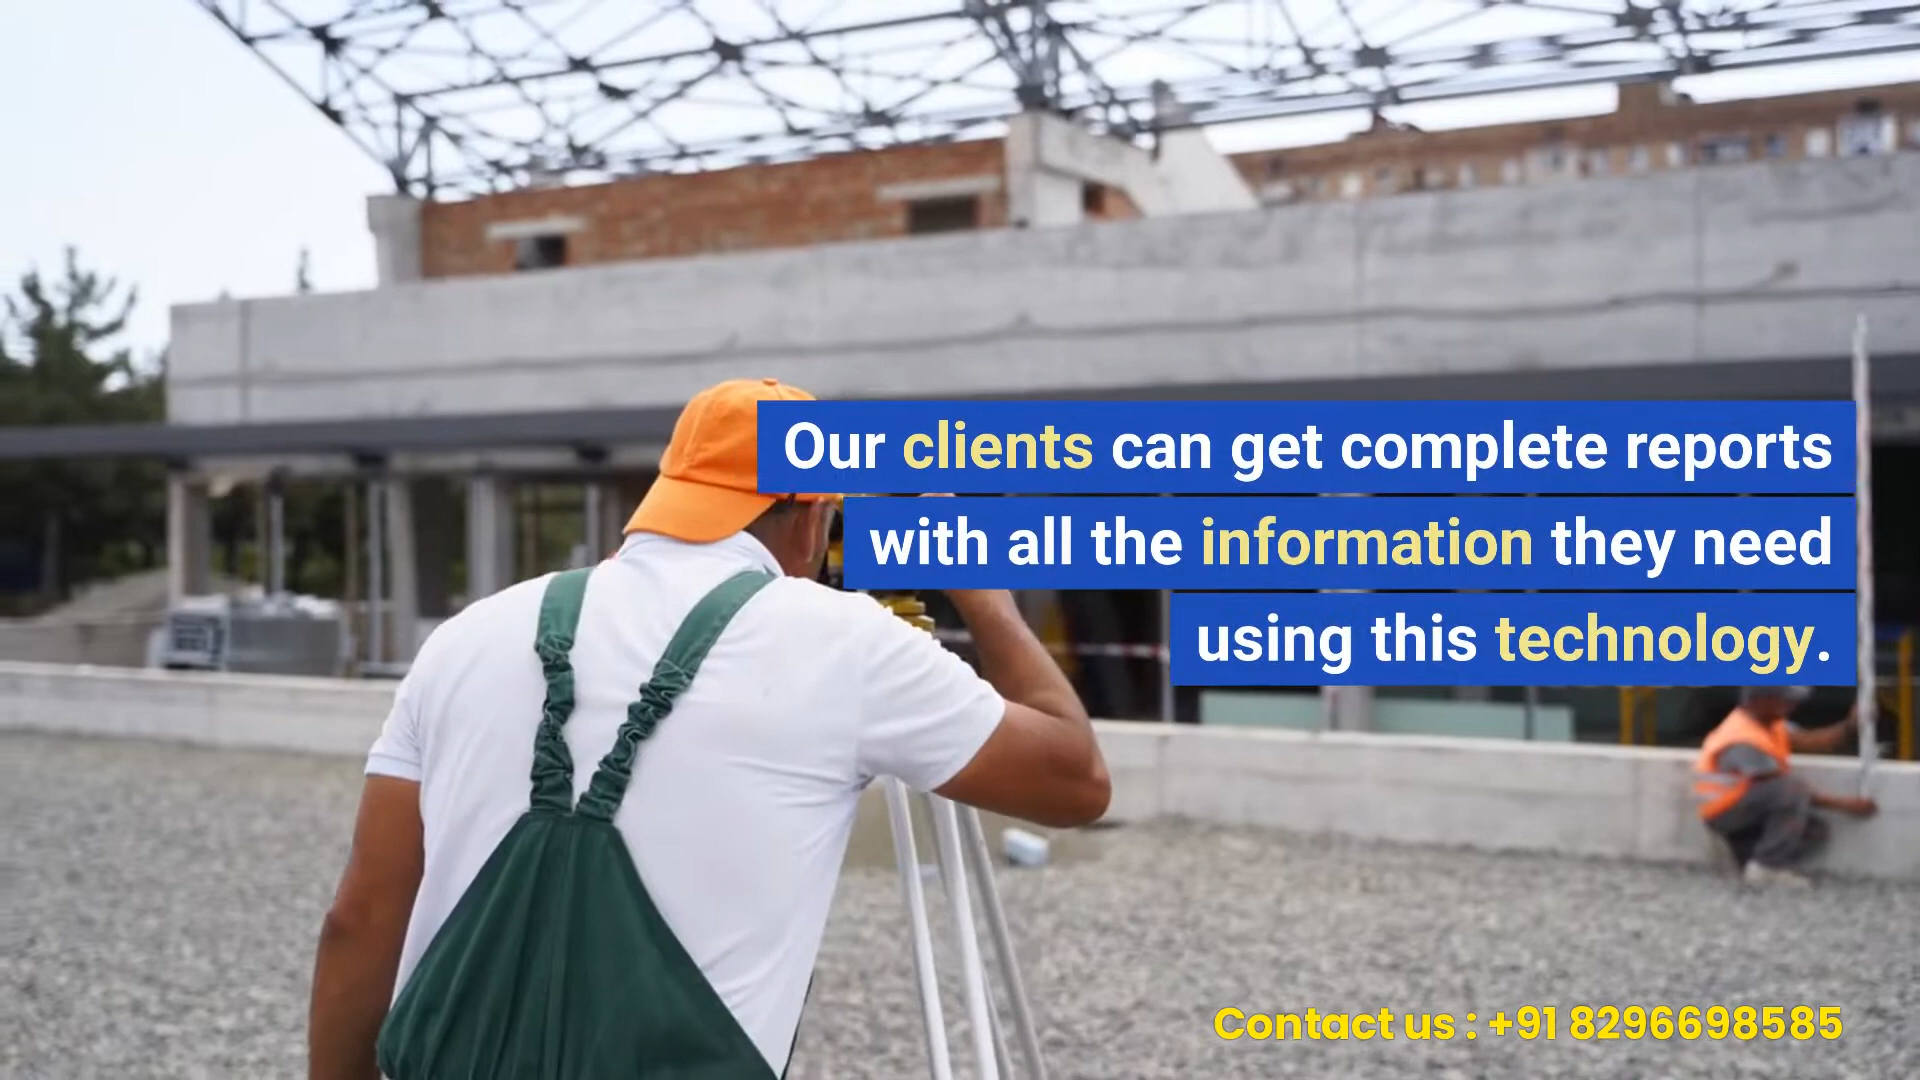 Our clients can get complete reports
with all the information they need
using this technology.
Contact us : +91 8296698585